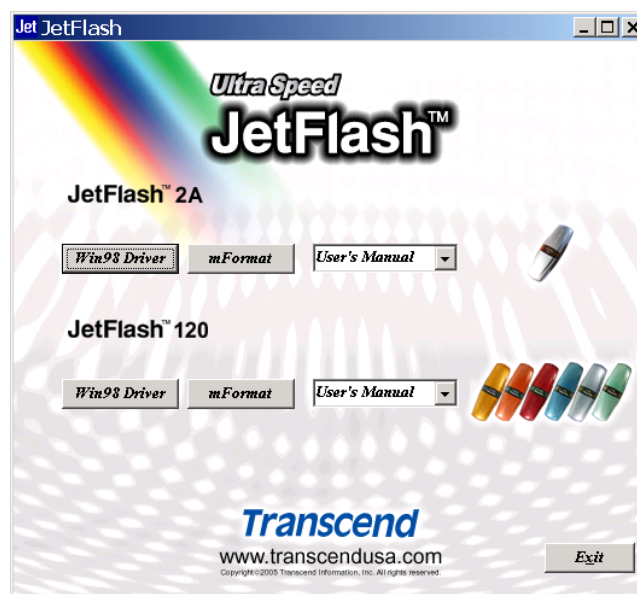 Jet JetFlash
Ultra Speed
JetFlash™
JetFlash™ 2A
Win98 Driver mFormat User's Manual
JetFlash™ 120
Win98 Driver mFormat User's Manual
Transcend
www.transcendusa.com
Copyright©2005 Transcend Information, Inc. All rights reserved.
Exit